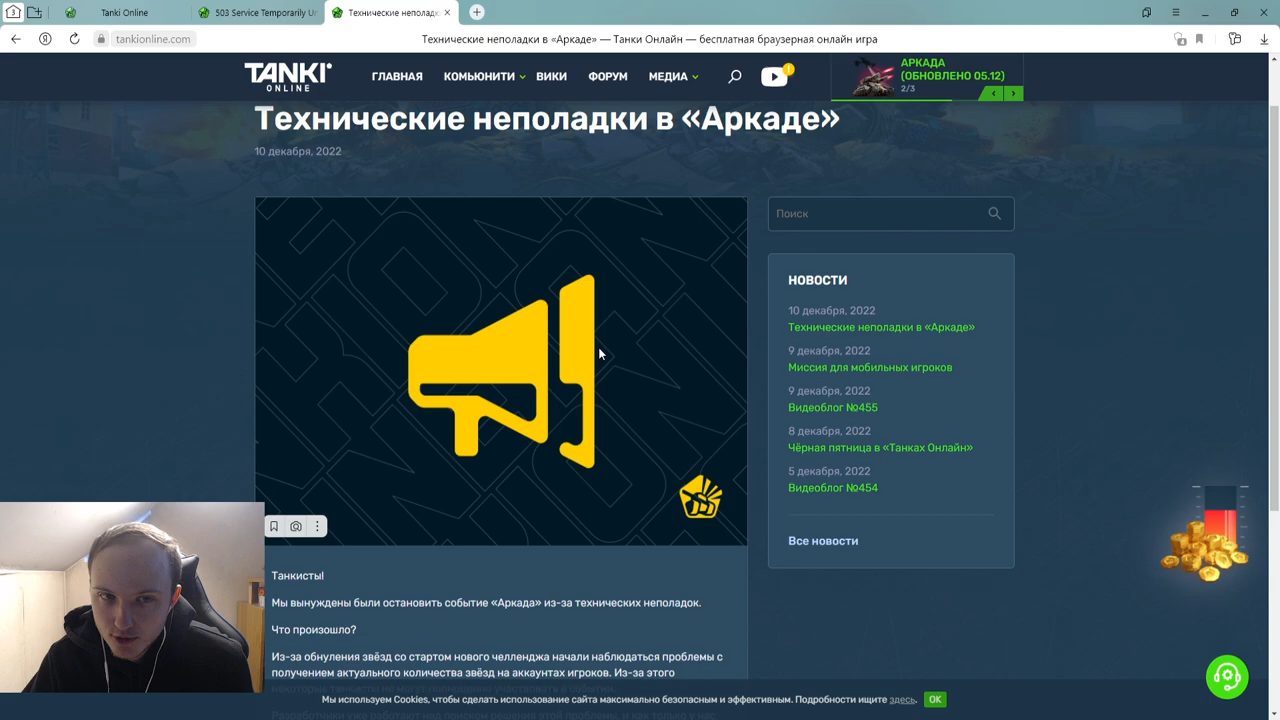 3
Tanki Online
503 Service Temporarily Un
Технические неполадк
tankionline.com
Технические неполадки в «Аркаде» — Танки Онлайн — бесплатная браузерная онлайн игра
TANKI
ONLINE
ГЛАВНАЯ
КОМЬЮНИТИ
ВИКИ
ФОРУМ
МЕДИА
АРКАДА
(ОБНОВЛЕНО 05.12)
2/3
Технические неполадки в «Аркаде»
10 декабря, 2022
Поиск
НОВОСТИ
10 декабря, 2022
Технические неполадки в «Аркаде»
9 декабря, 2022
Миссия для мобильных игроков
9 декабря, 2022
Видеоблог №455
8 декабря, 2022
Чёрная пятница в «Танках Онлайн»
5 декабря, 2022
Видеоблог №454
Все новости
Танкисты!
Мы вынуждены были остановить событие «Аркада» из-за технических неполадок.
Что произошло?
Из-за обнуления звёзд со стартом нового челленджа начали наблюдаться проблемы с
получением актуального количества звёзд на аккаунтах игроков. Из-за этого
Мы используем Cookies, чтобы сделать использование сайта максимально безопасным и эффективным. Подробности ищите здесь.
OK